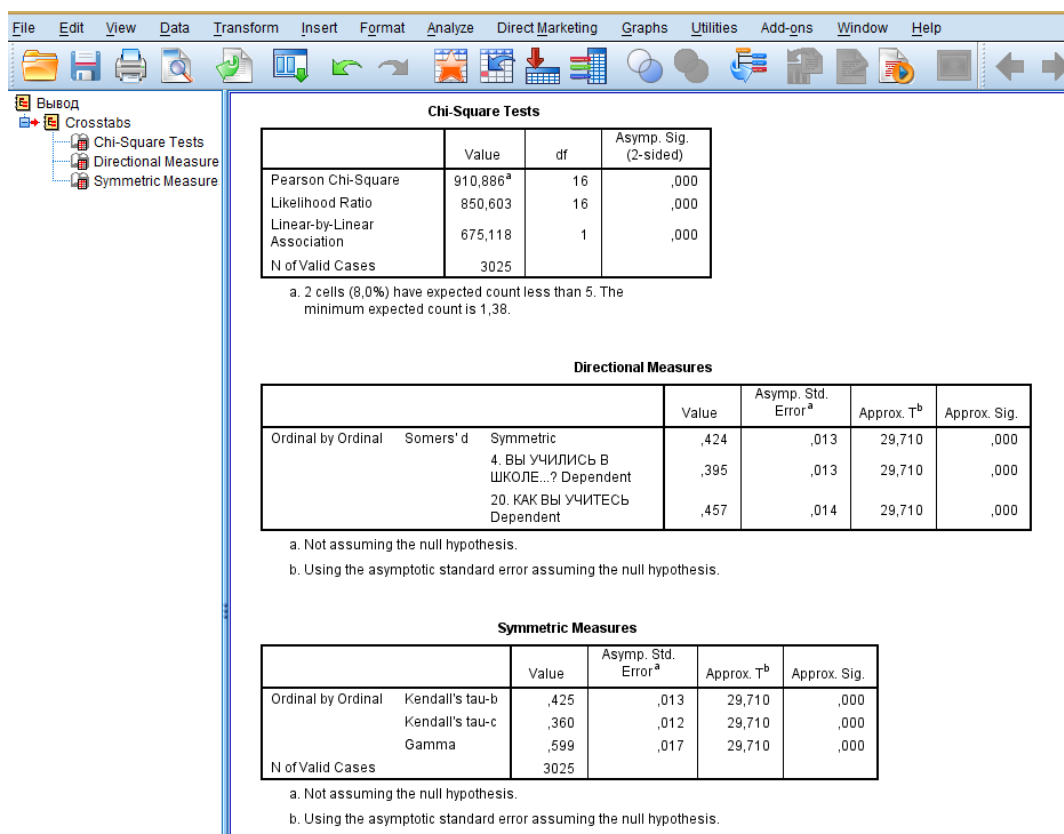 File Edit View Data Transform Insert Format Analyze Direct Marketing Graphs Utilities Add-ons Window Help
Вывод
Crosstabs
Chi-Square Tests
Directional Measure
Symmetric Measure
Chi-Square Tests
Value df Asymp. Sig. (2-sided)
Pearson Chi-Square 910,886a 16 ,000
Likelihood Ratio 850,603 16 ,000
Linear-by-Linear Association 675,118 1 ,000
N of Valid Cases 3025
a. 2 cells (8,0%) have expected count less than 5. The
minimum expected count is 1,38.
Directional Measures
Value Asymp. Std. Errora Approx. Tb Approx. Sig.
Ordinal by Ordinal Somers' d Symmetric ,424 ,013 29,710 ,000
4. ВЫ УЧИЛИСЬ В ШКОЛЕ...? Dependent ,395 ,013 29,710 ,000
20. КАК ВЫ УЧИТЕСЬ Dependent ,457 ,014 29,710 ,000
a. Not assuming the null hypothesis.
b. Using the asymptotic standard error assuming the null hypothesis.
Symmetric Measures
Value Asymp. Std. Errora Approx. Tb Approx. Sig.
Ordinal by Ordinal Kendall's tau-b ,425 ,013 29,710 ,000
Kendall's tau-c ,360 ,012 29,710 ,000
Gamma ,599 ,017 29,710 ,000
N of Valid Cases 3025
a. Not assuming the null hypothesis.
b. Using the asymptotic standard error assuming the null hypothesis.